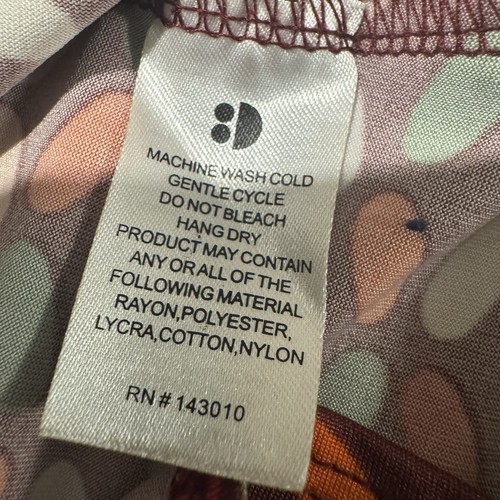 MACHINE WASH COLD
GENTLE CYCLE
DO NOT BLEACH
HANG DRY
PRODUCT MAY CONTAIN
ANY OR ALL OF THE
FOLLOWING MATERIAL
RAYON,POLYESTER,
LYCRA,COTTON,NYLON
RN # 143010